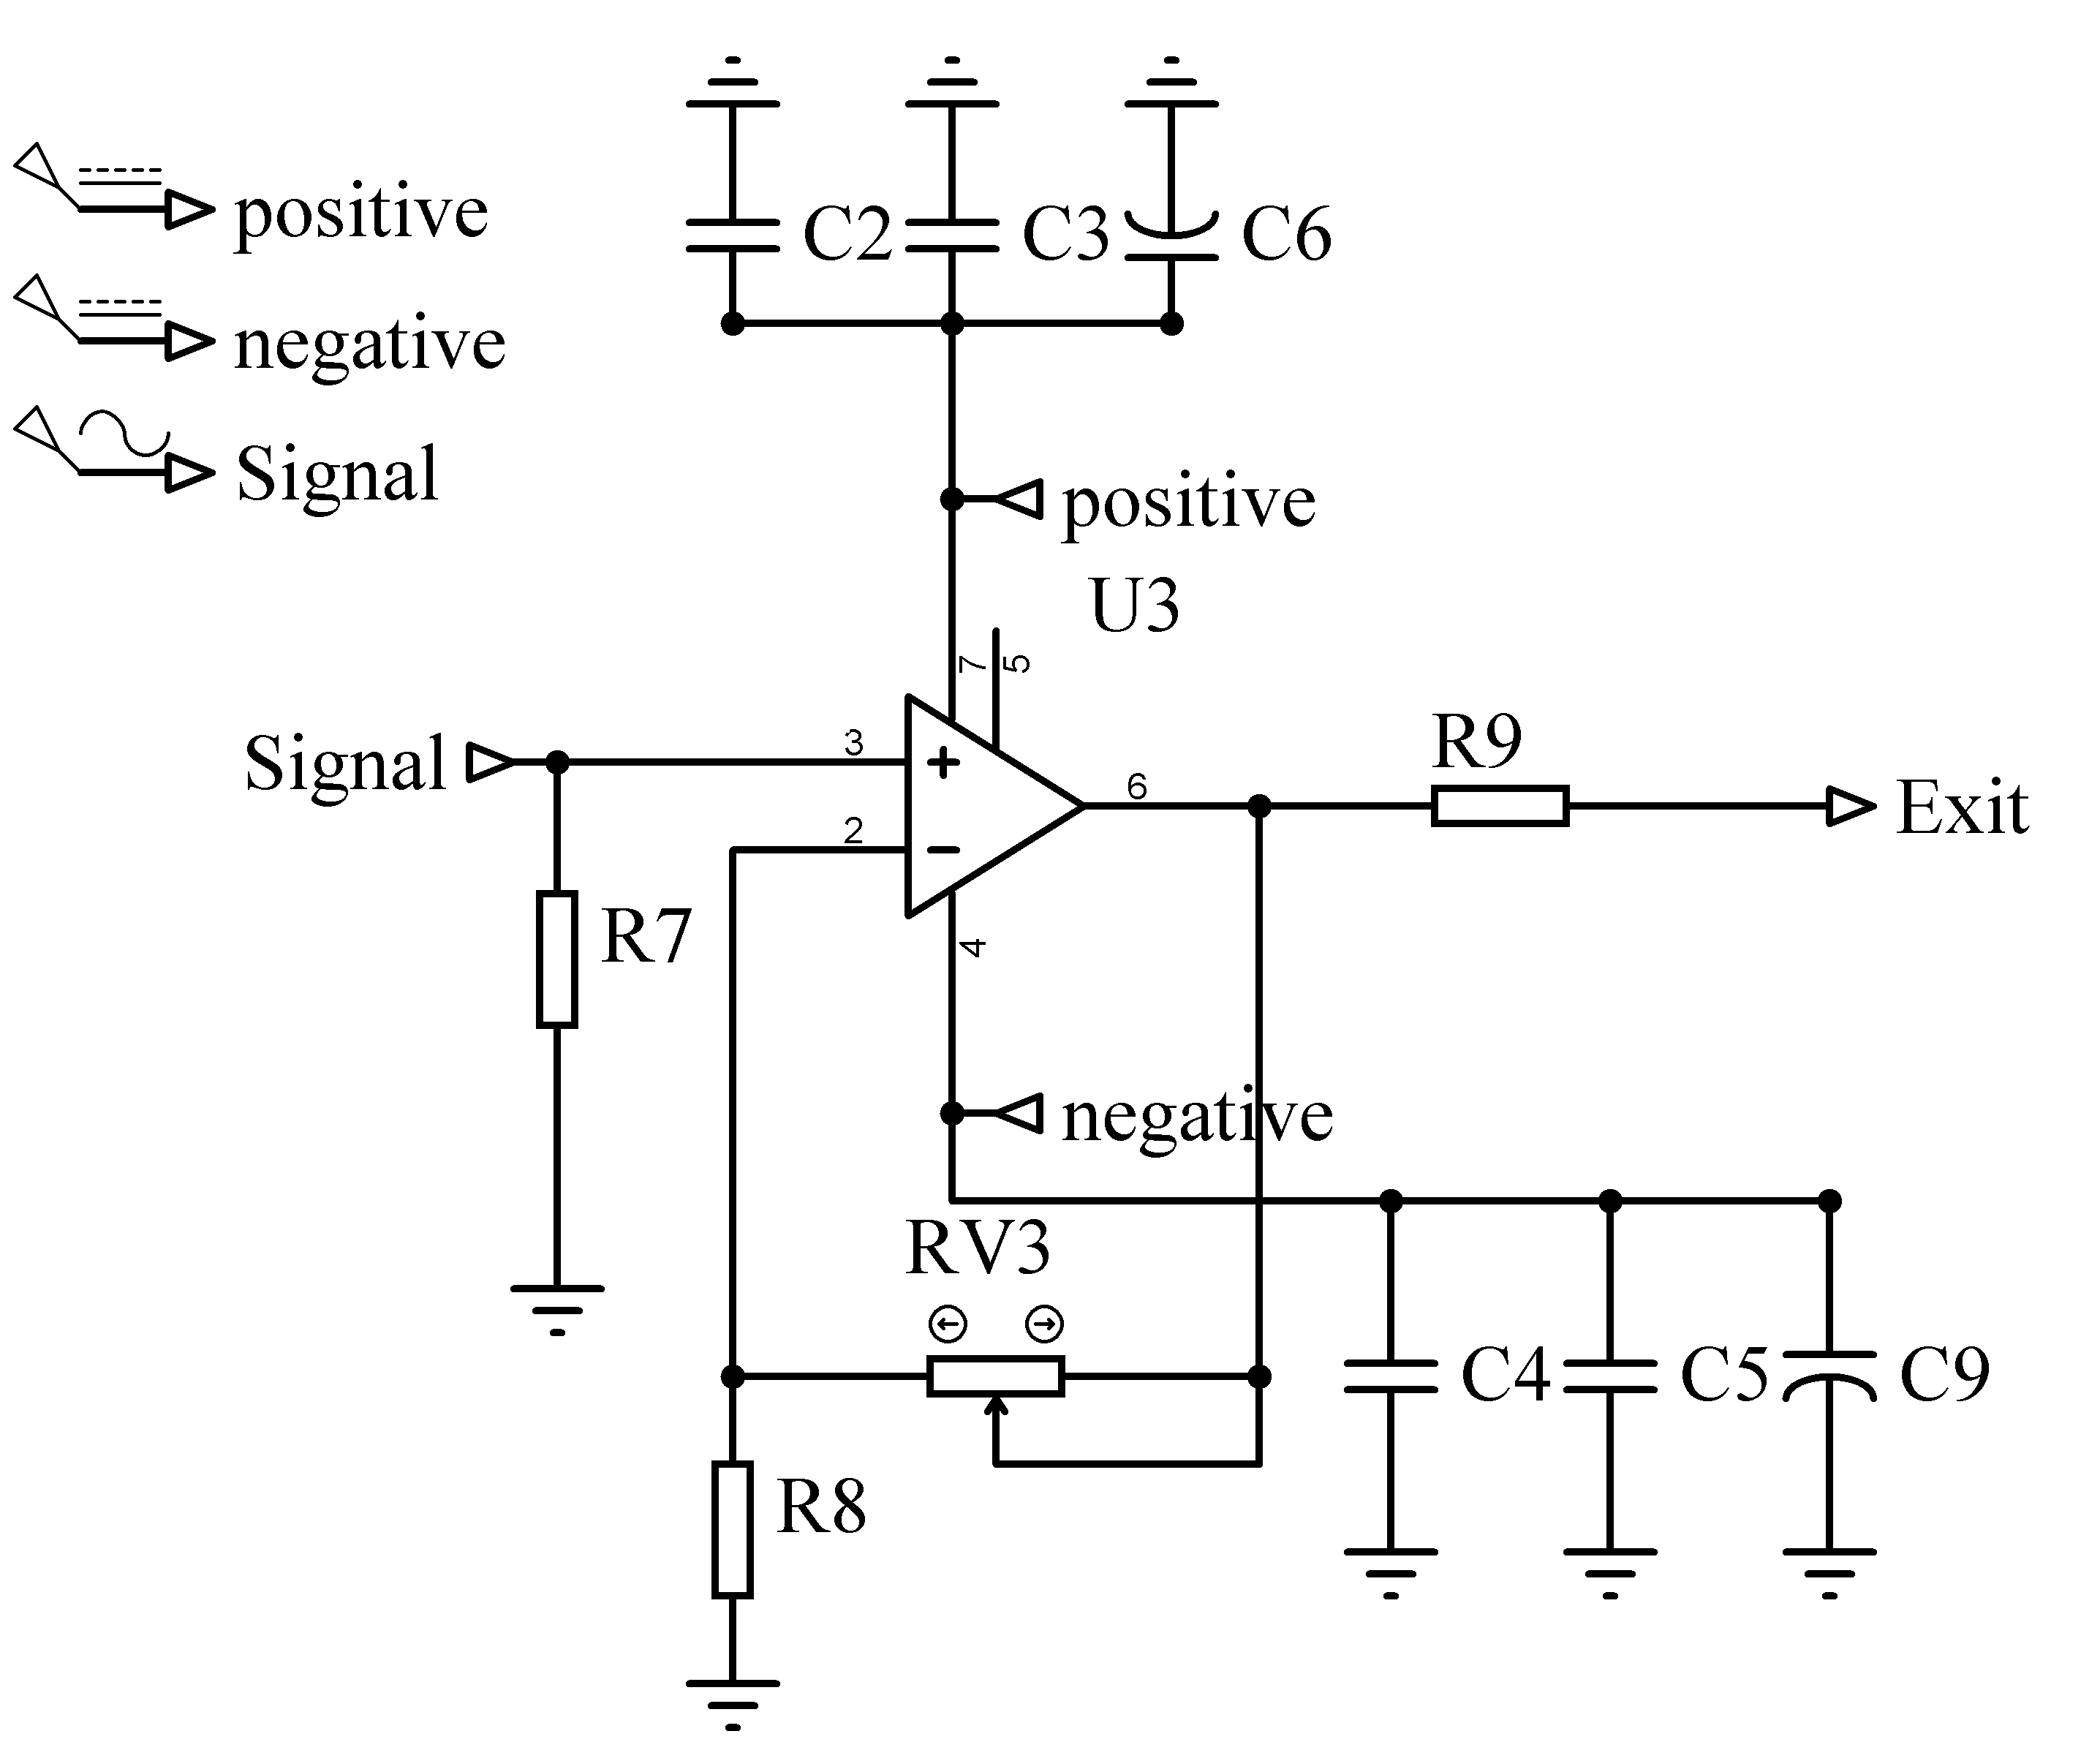 C2
C3
C6
positive
negative
Signal
positive
U3
7
5
Signal
3
+
2
−
6
R9
Exit
R7
4
negative
RV3
C4
C5
C9
R8